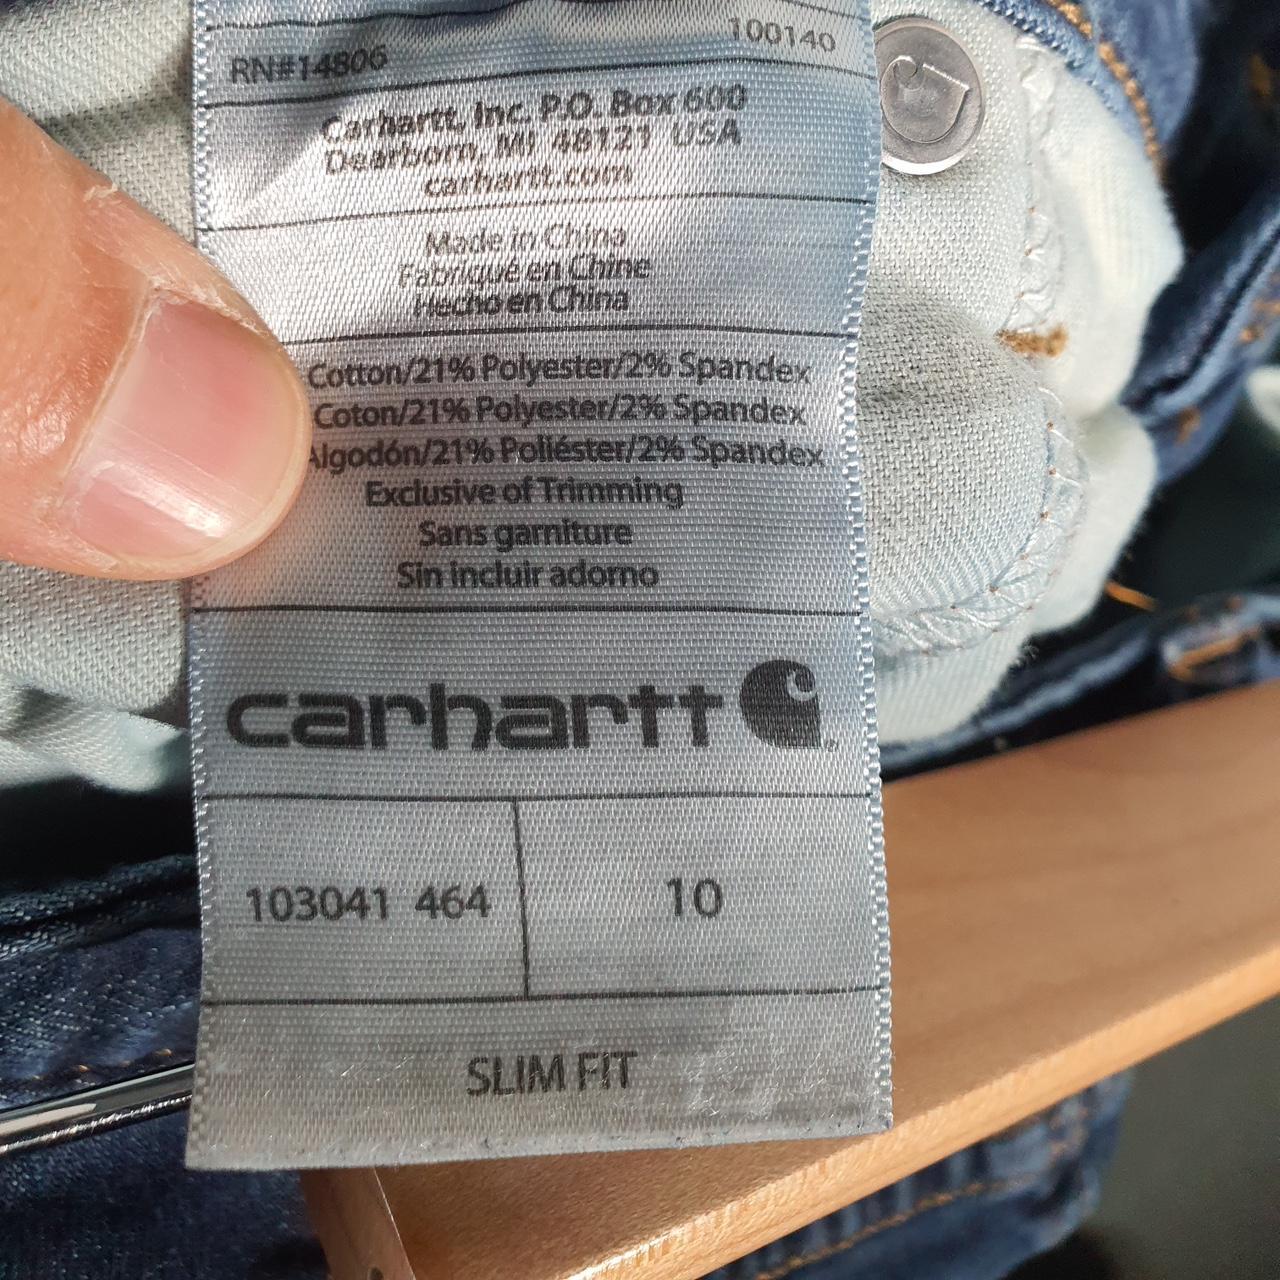 100140
RN#14806
Carhartt, Inc. P.O. Box 600
Dearborn, MI 48121 USA
carhartt.com
Made in China
Fabriqué en Chine
Hecho en China
Cotton/21% Polyester/2% Spandex
Coton/21% Polyester/2% Spandex
Algodón/21% Poliéster/2% Spandex
Exclusive of Trimming
Sans garniture
Sin incluir adorno
carhartt
103041 464
10
SLIM FIT